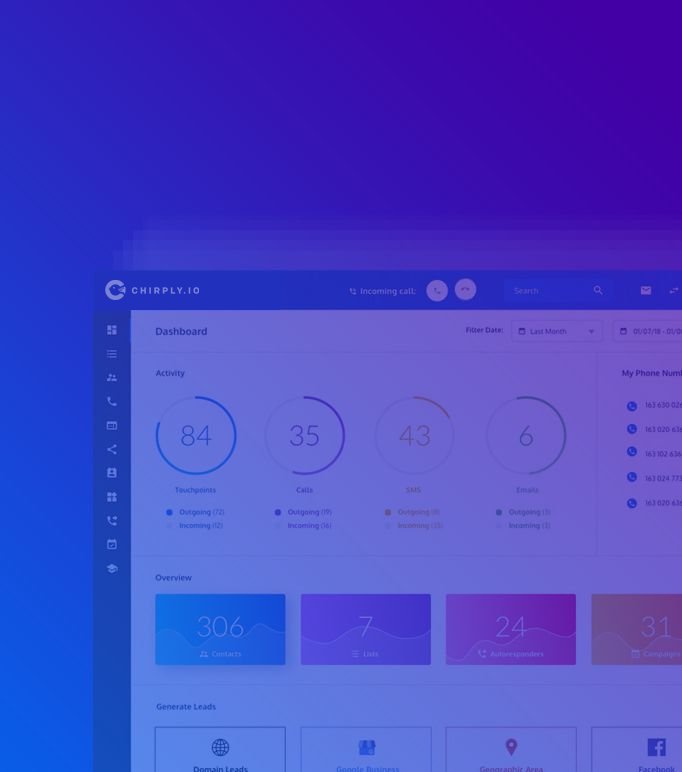 CHIRPLY.IO
Incoming call:
Search
Dashboard
Filter Date:
Last Month
01/07/18 - 01/0
Activity
84
Touchpoints
Outgoing (72)
Incoming (12)
35
Calls
Outgoing (19)
Incoming (16)
43
SMS
Outgoing (8)
Incoming (35)
6
Emails
Outgoing (3)
Incoming (3)
My Phone Num
163 630 026
163 020 636
163 102 636
163 024 773
163 020 636
Overview
306
Contacts
7
Lists
24
Autoresponders
31
Campaigns
Generate Leads
Domain Leads
Google Business
Geographic Area
Facebook